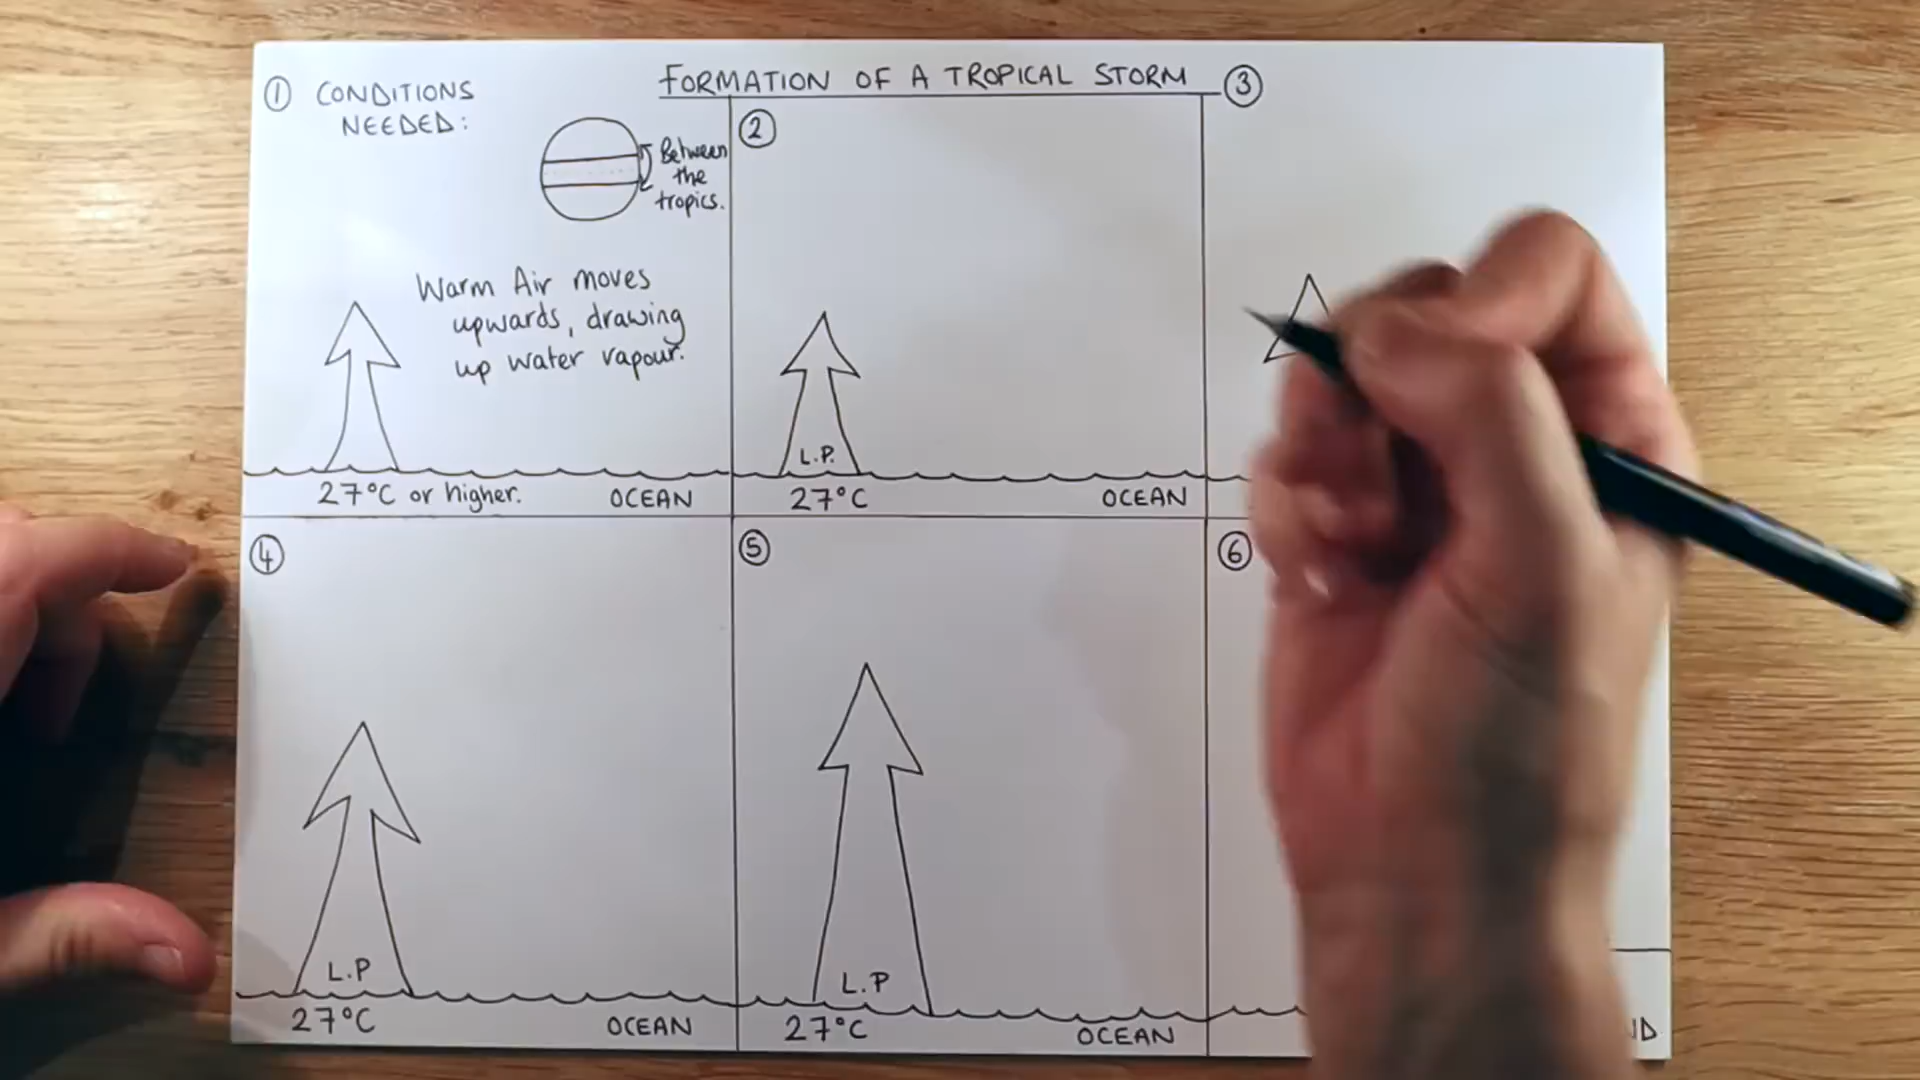 FORMATION OF A TROPICAL STORM
① CONDITIONS
NEEDED:
Between
the
tropics.
Warm Air moves
upwards, drawing
up water vapour.
27°C or higher.
OCEAN
②
L.P.
27°C
OCEAN
③
④
L.P
27°C
OCEAN
⑤
L.P
27°C
OCEAN
⑥